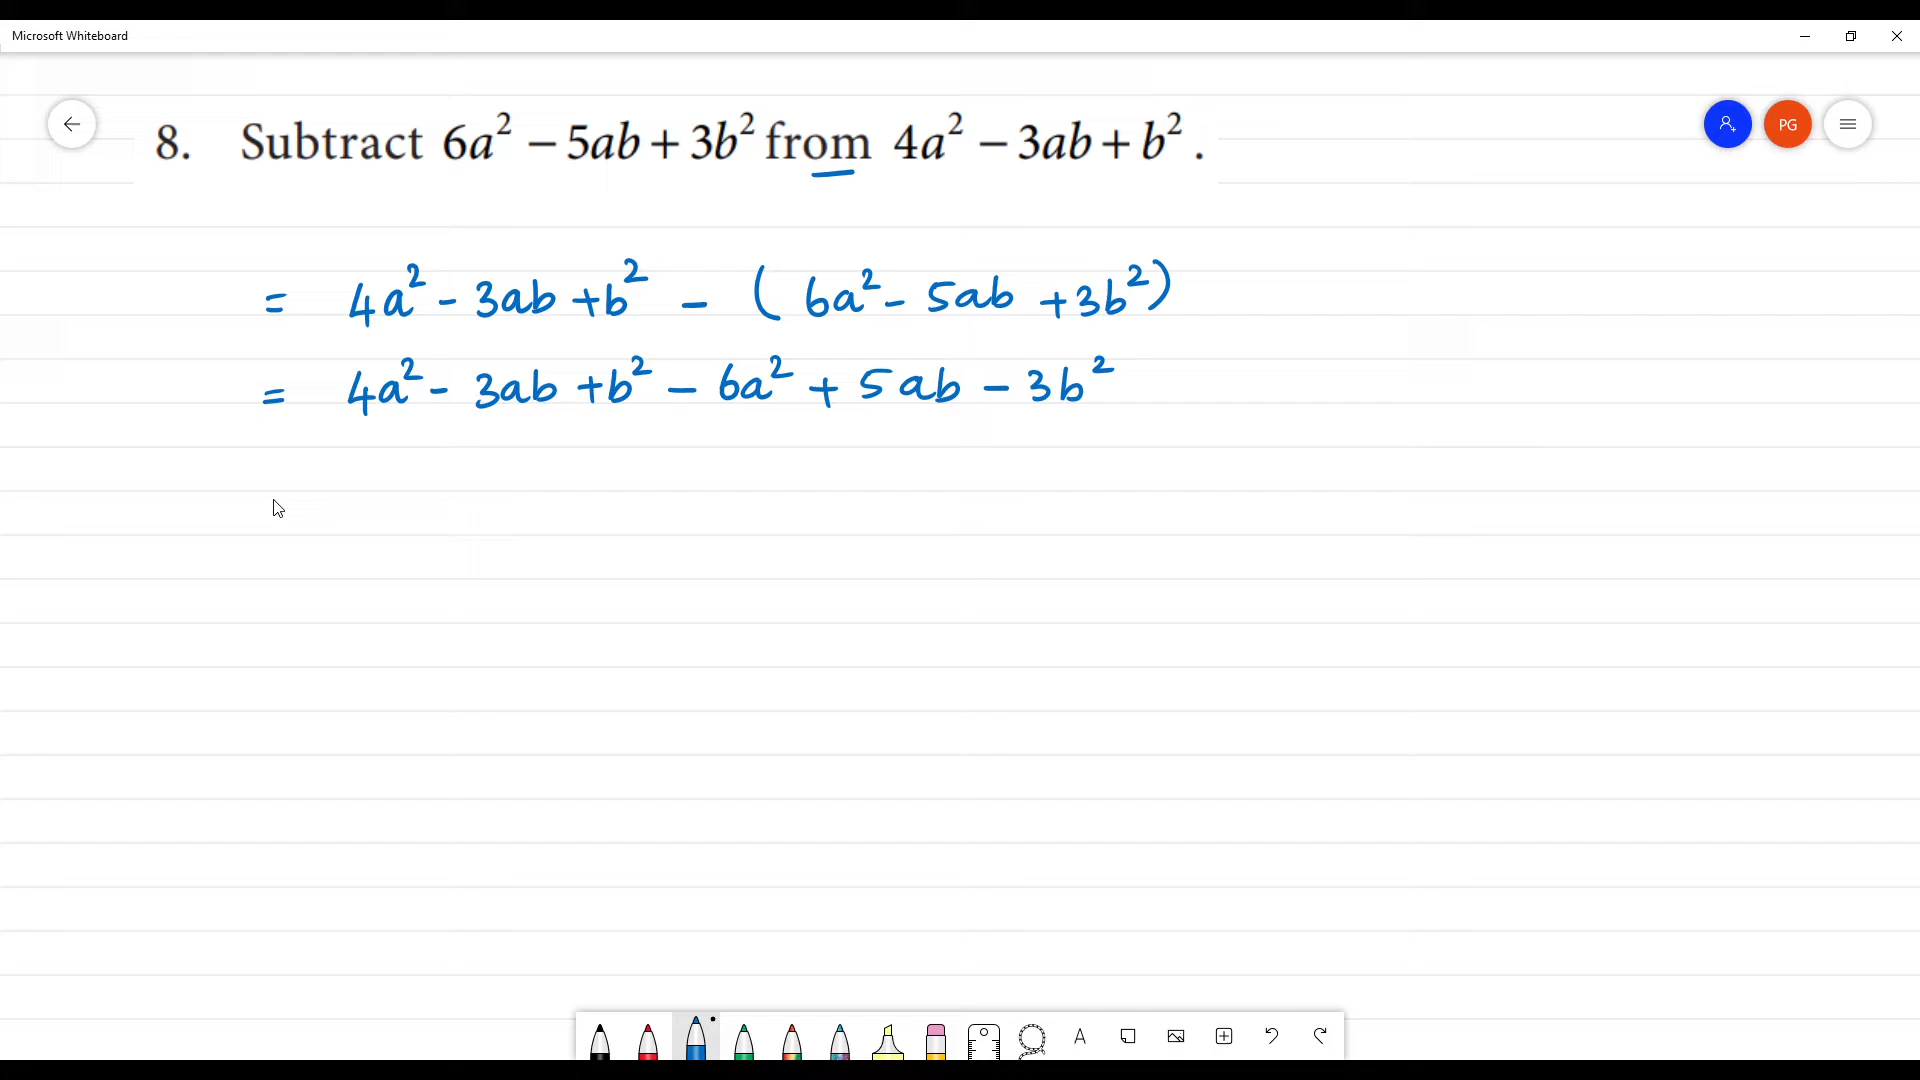 Microsoft Whiteboard
PG
8. Subtract 6a² − 5ab + 3b² from 4a² − 3ab + b² .
= 4a² - 3ab + b² - ( 6a² - 5ab + 3b² )
= 4a² - 3ab + b² - 6a² + 5ab - 3b²
A